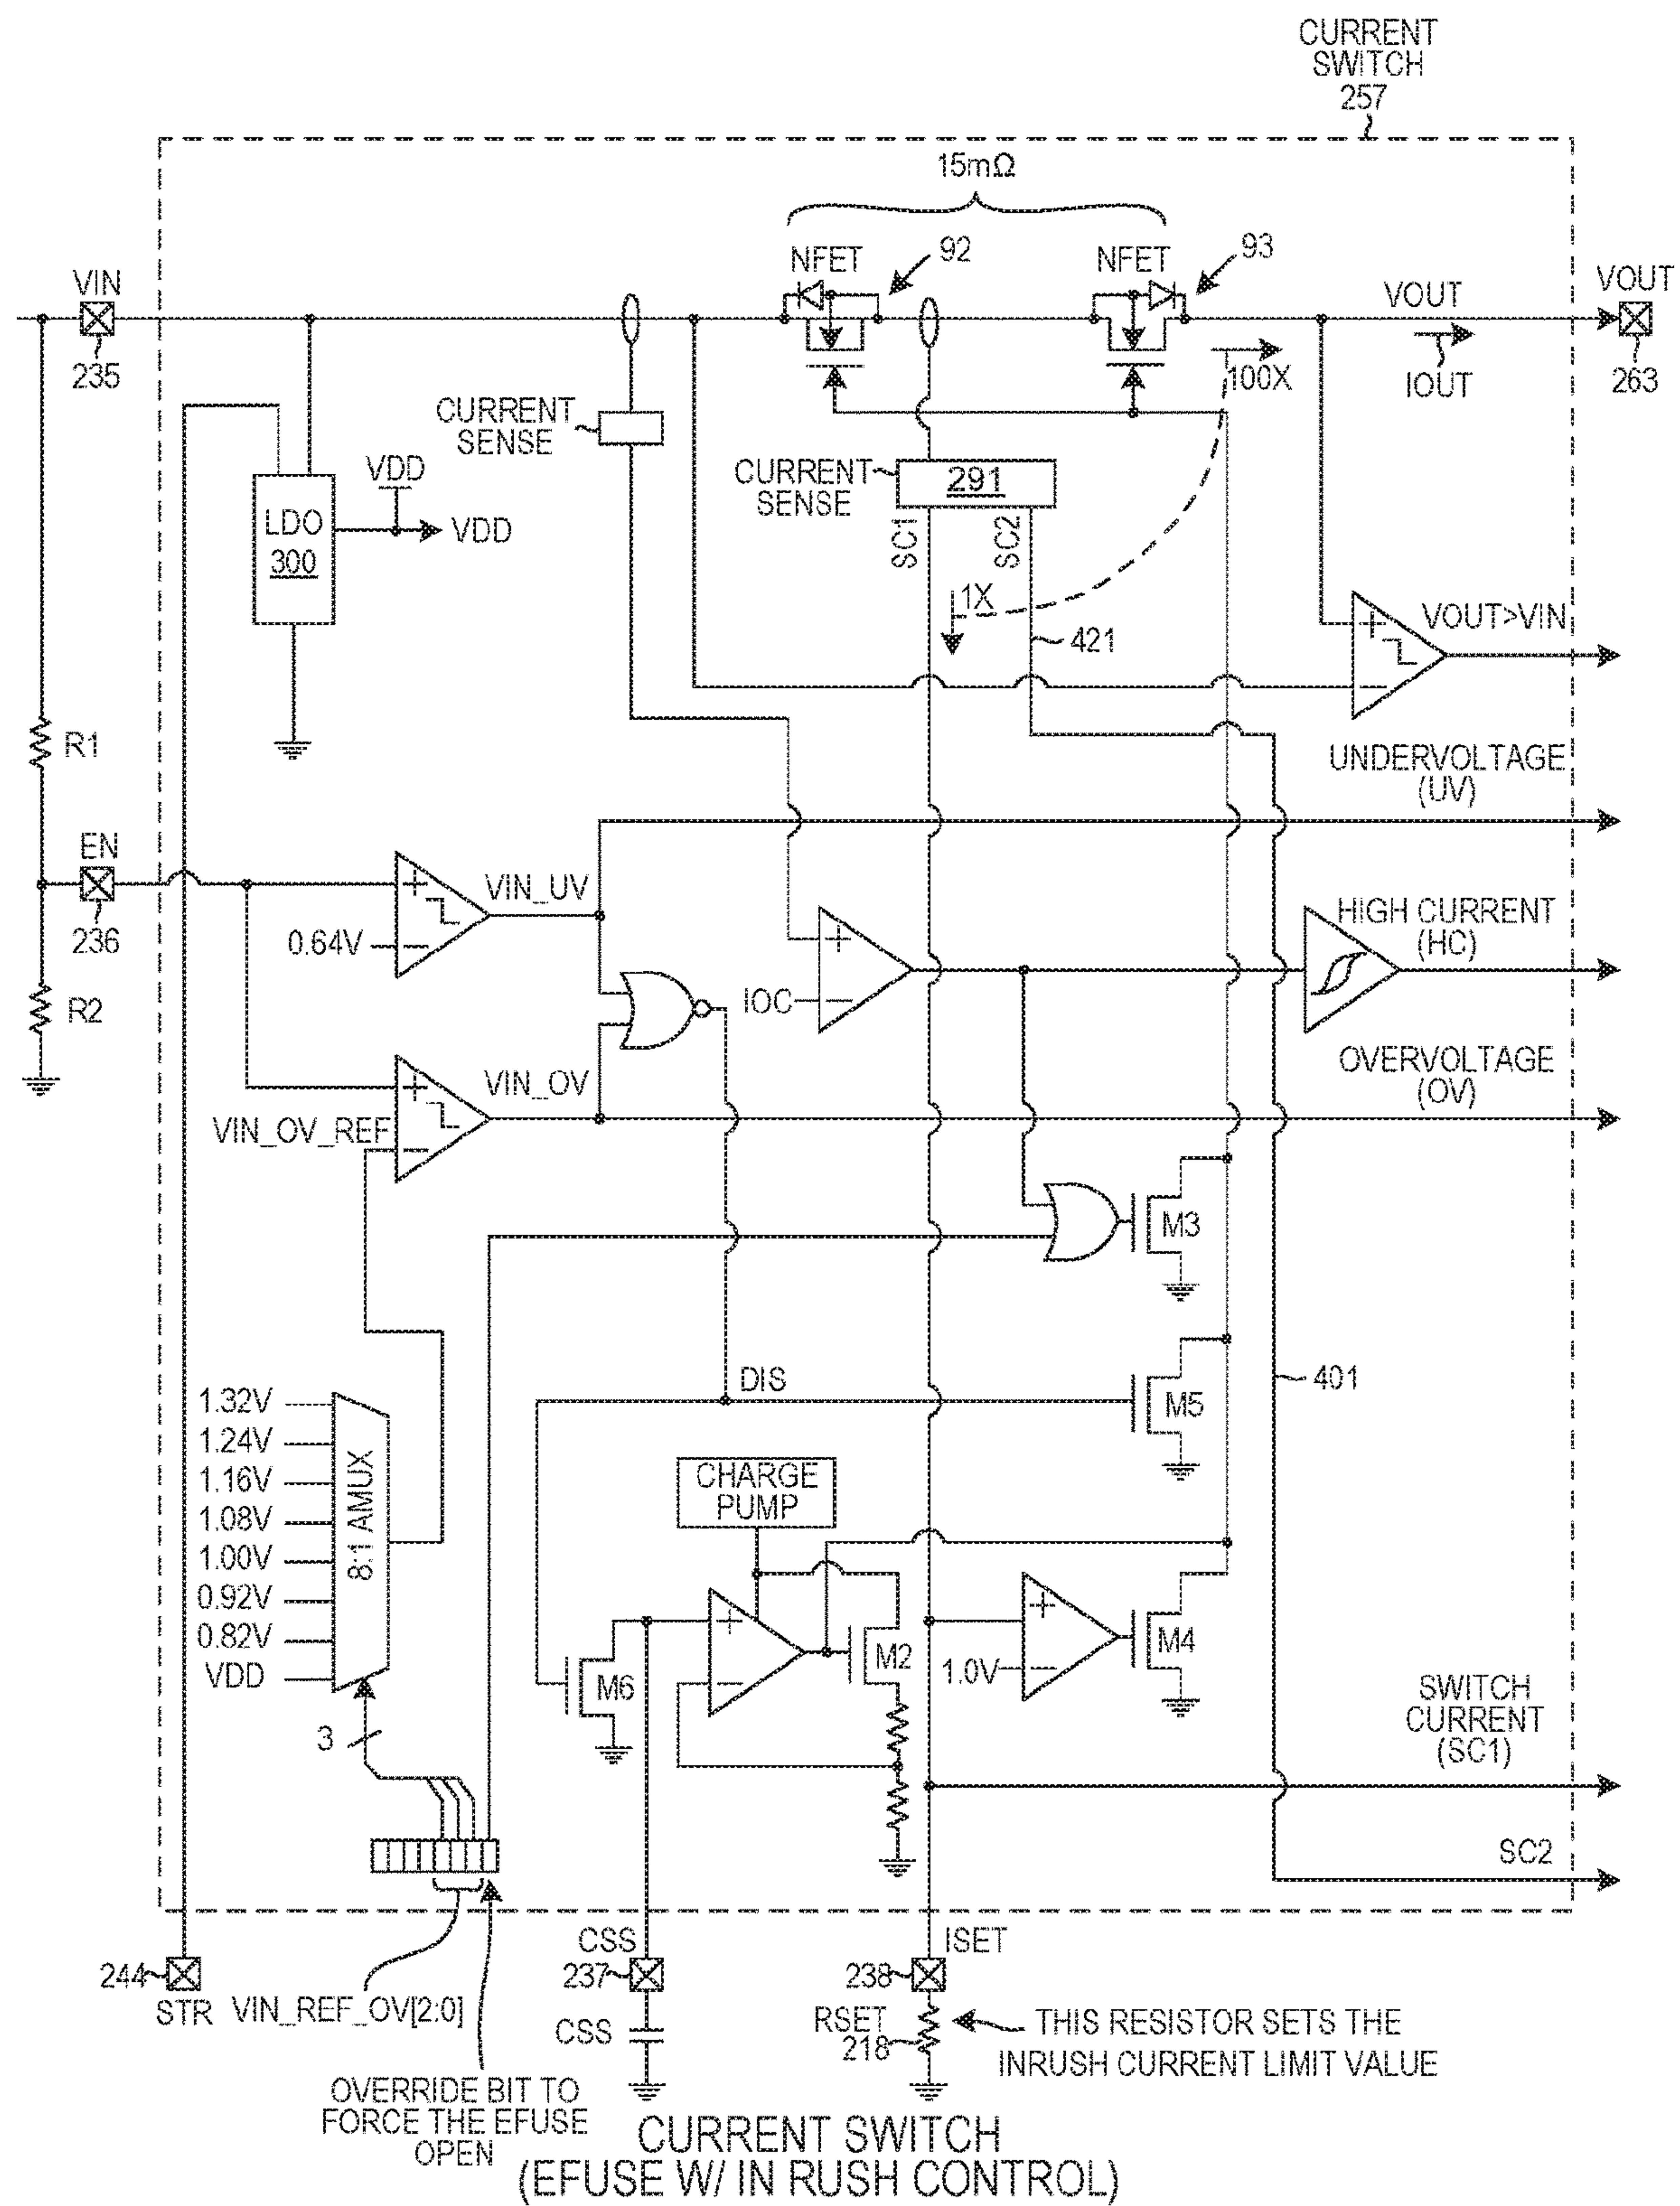 CURRENT
SWITCH
257
15mΩ
NFET
92
NFET
93
VIN
235
VOUT
IOUT
VOUT
263
100X
CURRENT
SENSE
CURRENT
SENSE
291
SC1
SC2
1X
421
VDD
LDO
300
VDD
+
VOUT>VIN
−
R1
UNDERVOLTAGE
(UV)
EN
236
+
0.64V
−
VIN_UV
R2
+
IOC
−
HIGH CURRENT
(HC)
OVERVOLTAGE
(OV)
+
VIN_OV
VIN_OV_REF
−
M3
DIS
M5
401
1.32V
1.24V
1.16V
1.08V
1.00V
0.92V
0.82V
VDD
8:1 AMUX
3
CHARGE
PUMP
+
−
M6
M2
+
1.0V
−
M4
SWITCH
CURRENT
(SC1)
SC2
244
STR
VIN_REF_OV[2:0]
OVERRIDE BIT TO
FORCE THE EFUSE
OPEN
CSS
237
CSS
ISET
238
RSET
218
THIS RESISTOR SETS THE
INRUSH CURRENT LIMIT VALUE
CURRENT SWITCH
(EFUSE W/ IN RUSH CONTROL)